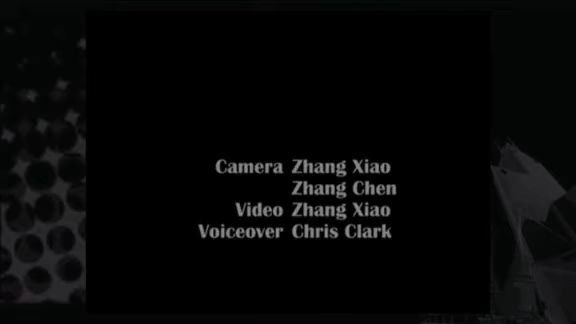 Camera Zhang Xiao
Zhang Chen
Video Zhang Xiao
Voiceover Chris Clark